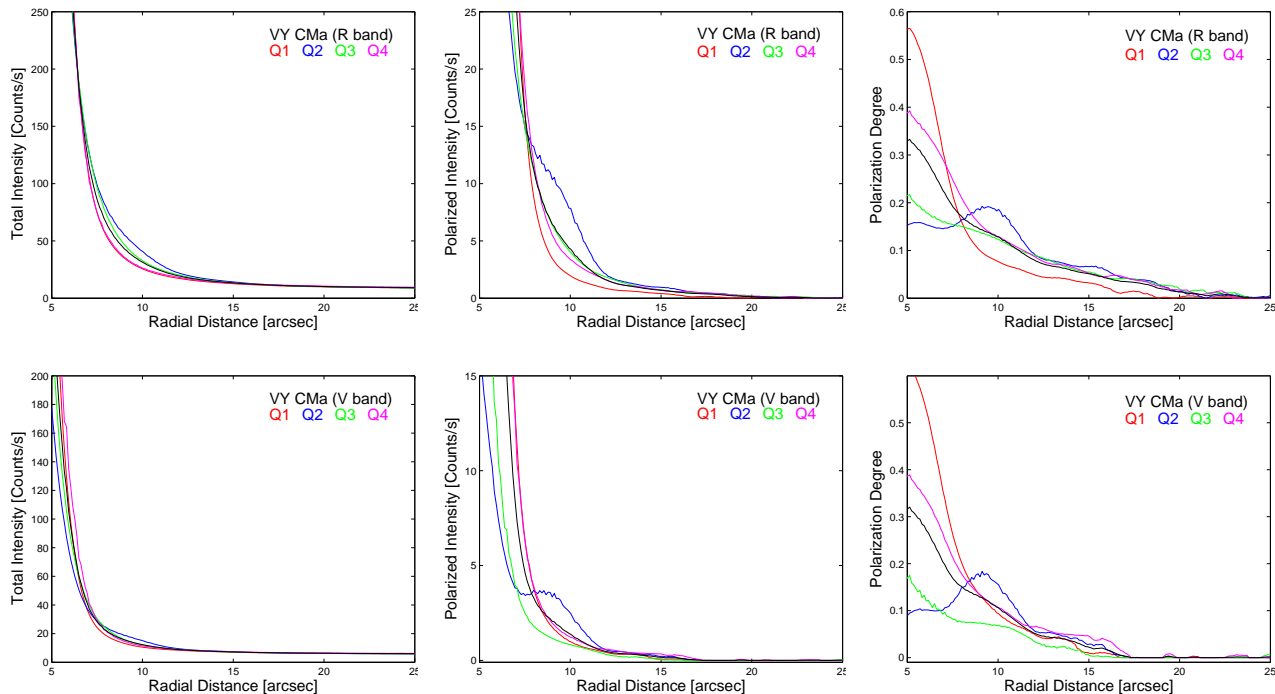 250
200
150
100
50
0
5 10 15 20 25
Total Intensity [Counts/s]
Radial Distance [arcsec]
VY CMa (R band)
Q1 Q2 Q3 Q4
25
20
15
10
5
0
5 10 15 20 25
Polarized Intensity [Counts/s]
Radial Distance [arcsec]
VY CMa (R band)
Q1 Q2 Q3 Q4
0.6
0.5
0.4
0.3
0.2
0.1
0
5 10 15 20 25
Polarization Degree
Radial Distance [arcsec]
VY CMa (R band)
Q1 Q2 Q3 Q4
200
180
160
140
120
100
80
60
40
20
0
5 10 15 20 25
Total Intensity [Counts/s]
Radial Distance [arcsec]
VY CMa (V band)
Q1 Q2 Q3 Q4
15
10
5
0
5 10 15 20 25
Polarized Intensity [Counts/s]
Radial Distance [arcsec]
VY CMa (V band)
Q1 Q2 Q3 Q4
0.6
0.5
0.4
0.3
0.2
0.1
0
5 10 15 20 25
Polarization Degree
Radial Distance [arcsec]
VY CMa (V band)
Q1 Q2 Q3 Q4